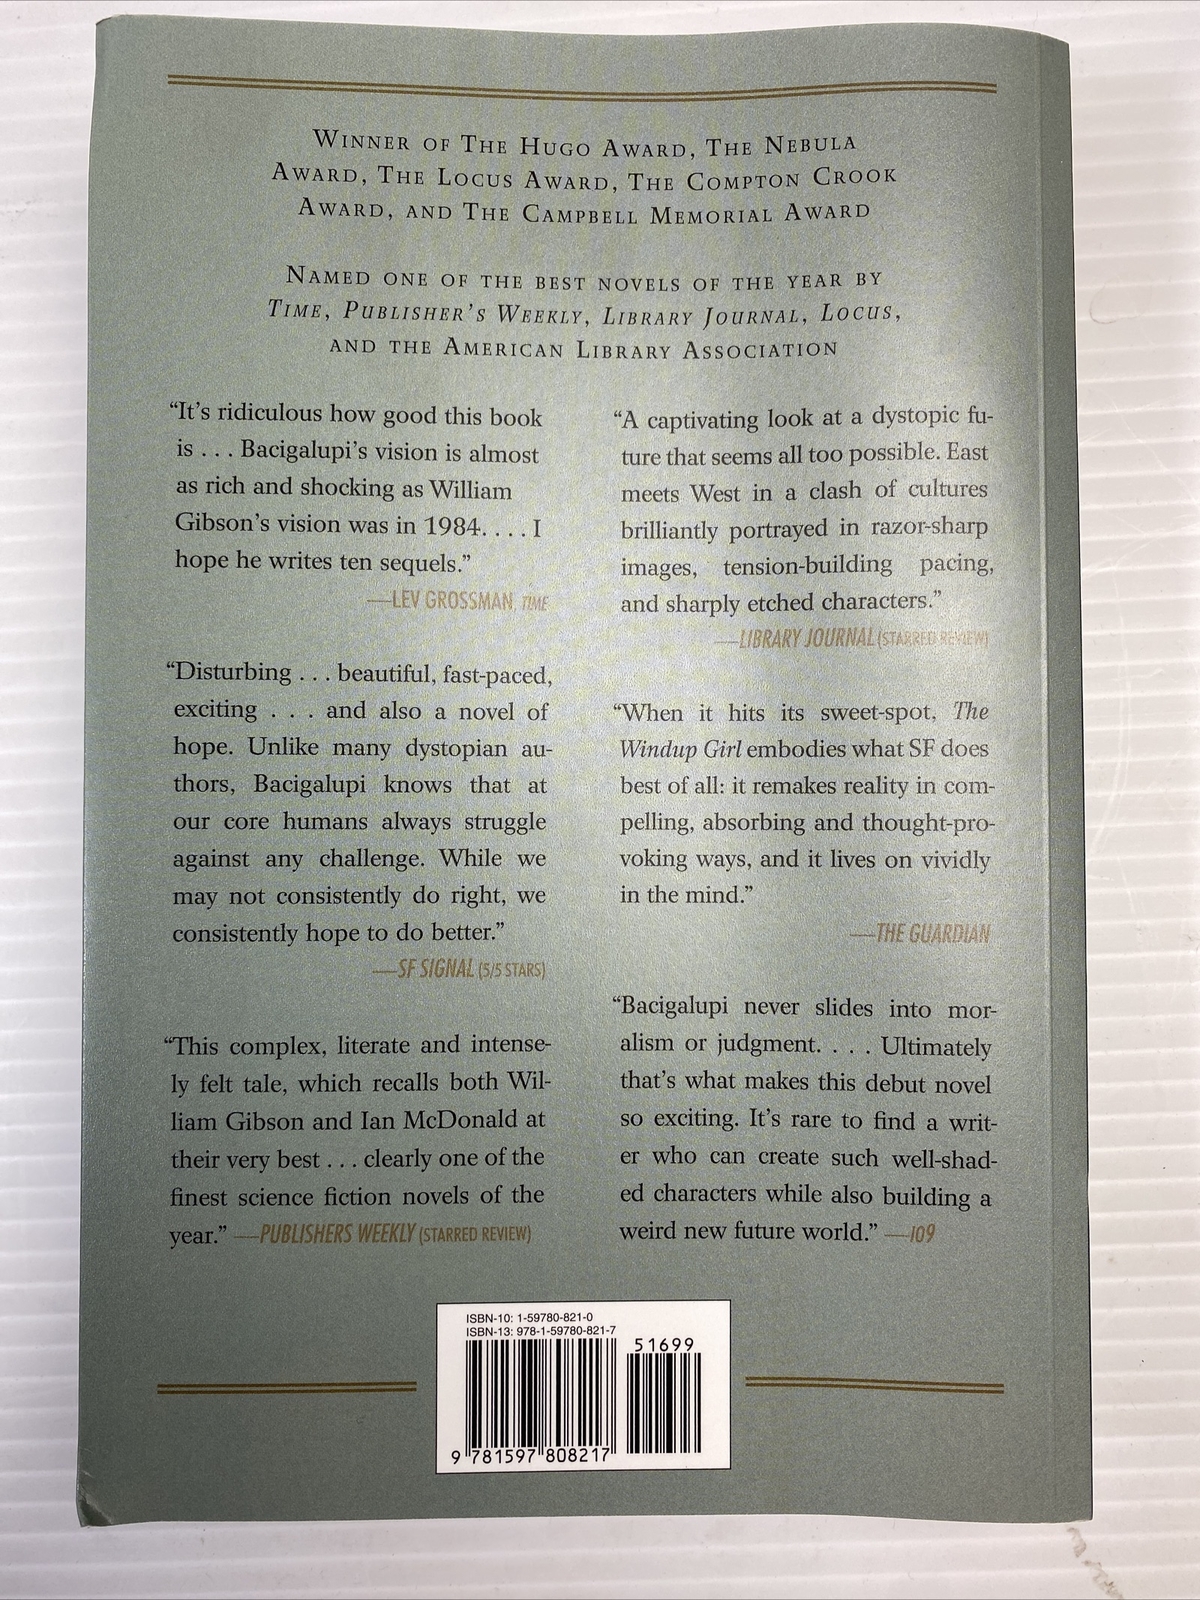 WINNER OF THE HUGO AWARD, THE NEBULA
AWARD, THE LOCUS AWARD, THE COMPTON CROOK
AWARD, AND THE CAMPBELL MEMORIAL AWARD
NAMED ONE OF THE BEST NOVELS OF THE YEAR BY
TIME, PUBLISHER'S WEEKLY, LIBRARY JOURNAL, LOCUS,
AND THE AMERICAN LIBRARY ASSOCIATION
“It’s ridiculous how good this book
is . . . Bacigalupi’s vision is almost
as rich and shocking as William
Gibson’s vision was in 1984. . . . I
hope he writes ten sequels.”
—LEV GROSSMAN, TIME
“Disturbing . . . beautiful, fast-paced,
exciting . . . and also a novel of
hope. Unlike many dystopian au-
thors, Bacigalupi knows that at
our core humans always struggle
against any challenge. While we
may not consistently do right, we
consistently hope to do better.”
—SF SIGNAL (5/5 STARS)
“This complex, literate and intense-
ly felt tale, which recalls both Wil-
liam Gibson and Ian McDonald at
their very best . . . clearly one of the
finest science fiction novels of the
year.” —PUBLISHERS WEEKLY (STARRED REVIEW)
“A captivating look at a dystopic fu-
ture that seems all too possible. East
meets West in a clash of cultures
brilliantly portrayed in razor-sharp
images, tension-building pacing,
and sharply etched characters.”
—LIBRARY JOURNAL (STARRED REVIEW)
“When it hits its sweet-spot, The
Windup Girl embodies what SF does
best of all: it remakes reality in com-
pelling, absorbing and thought-pro-
voking ways, and it lives on vividly
in the mind.”
—THE GUARDIAN
“Bacigalupi never slides into mor-
alism or judgment. . . . Ultimately
that’s what makes this debut novel
so exciting. It’s rare to find a writ-
er who can create such well-shad-
ed characters while also building a
weird new future world.” —IO9
ISBN-10: 1-59780-821-0
ISBN-13: 978-1-59780-821-7
51699
9 781597 808217